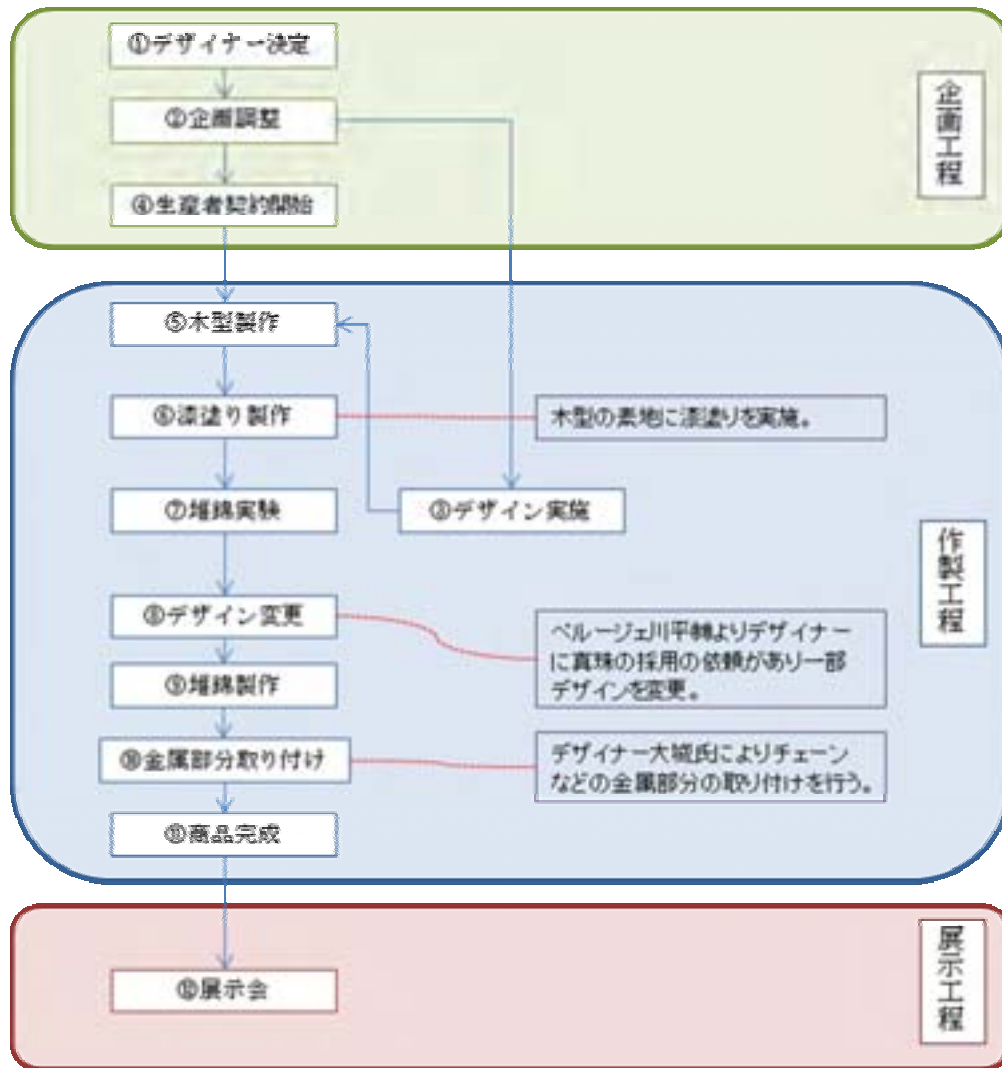 ①デザイナー決定
②企画調整
④生産者契約開始
企画工程
⑤木型製作
⑥漆塗り製作
木型の素地に漆塗りを実施。
⑦堆錦実験
③デザイン実施
作製工程
⑧デザイン変更
ベルージェ川平㈱よりデザイナー
に真珠の採用の依頼があり一部
デザインを変更。
⑨堆錦製作
⑩金属部分取り付け
デザイナー大城氏によりチェーン
などの金属部分の取り付けを行う。
⑪商品完成
展示工程
⑫展示会